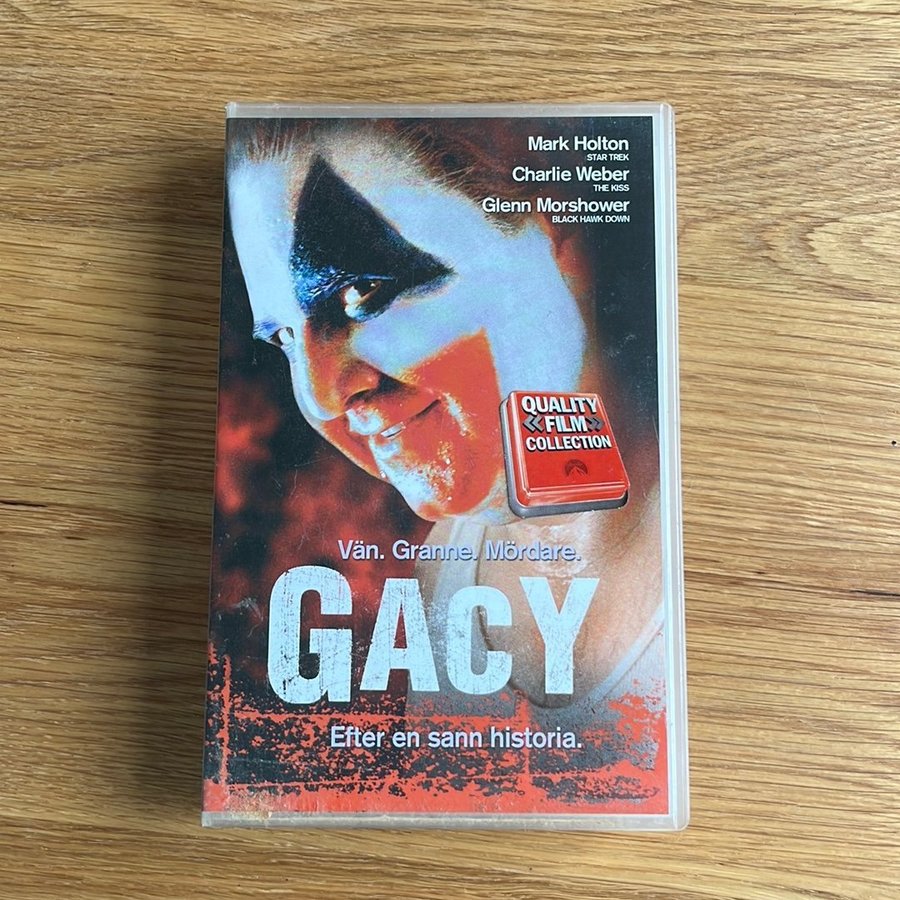 Mark Holton
STAR TREK
Charlie Weber
THE KISS
Glenn Morshower
BLACK HAWK DOWN
QUALITY
FILM
COLLECTION
Vän. Granne. Mördare.
GACY
Efter en sann historia.